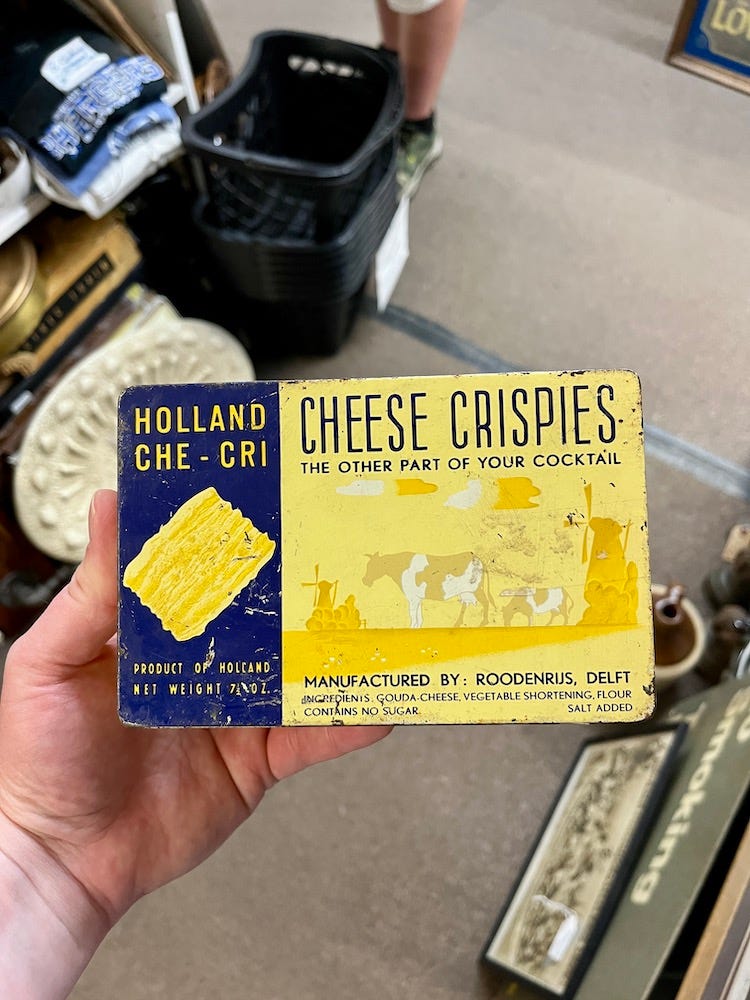 HOLLAND
CHE - CRI
PRODUCT OF HOLLAND
CHEESE CRISPIES
THE OTHER PART OF YOUR COCKTAIL
MANUFACTURED BY: ROODENRIJS, DELFT
INGREDIENTS. GOUDA-CHEESE, VEGETABLE SHORTENING, FLOUR
CONTAINS NO SUGAR. SALT ADDED
NET WEIGHT OZ.
Smoking